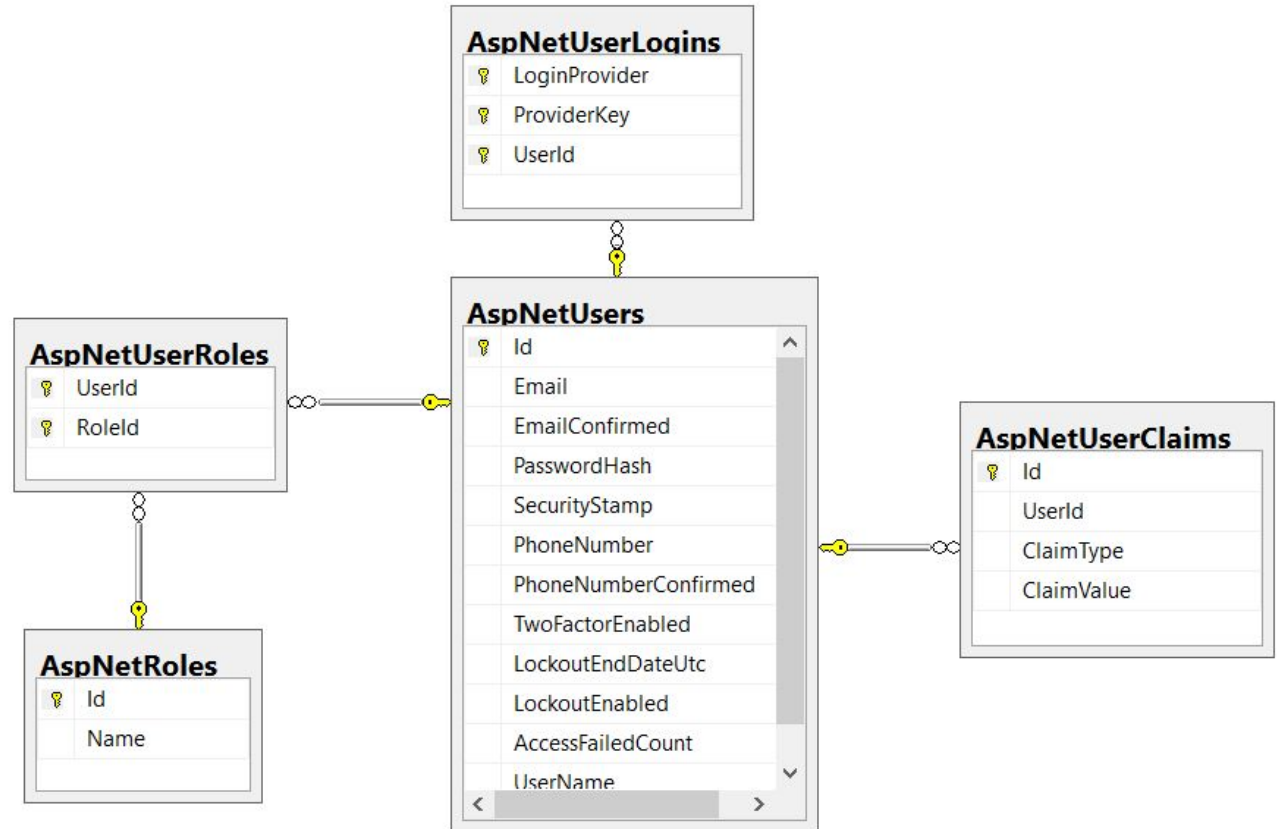 AspNetUserLogins
LoginProvider
ProviderKey
UserId
AspNetUsers
Id
Email
EmailConfirmed
PasswordHash
SecurityStamp
PhoneNumber
PhoneNumberConfirmed
TwoFactorEnabled
LockoutEndDateUtc
LockoutEnabled
AccessFailedCount
UserName
AspNetUserRoles
UserId
RoleId
AspNetRoles
Id
Name
AspNetUserClaims
Id
UserId
ClaimType
ClaimValue